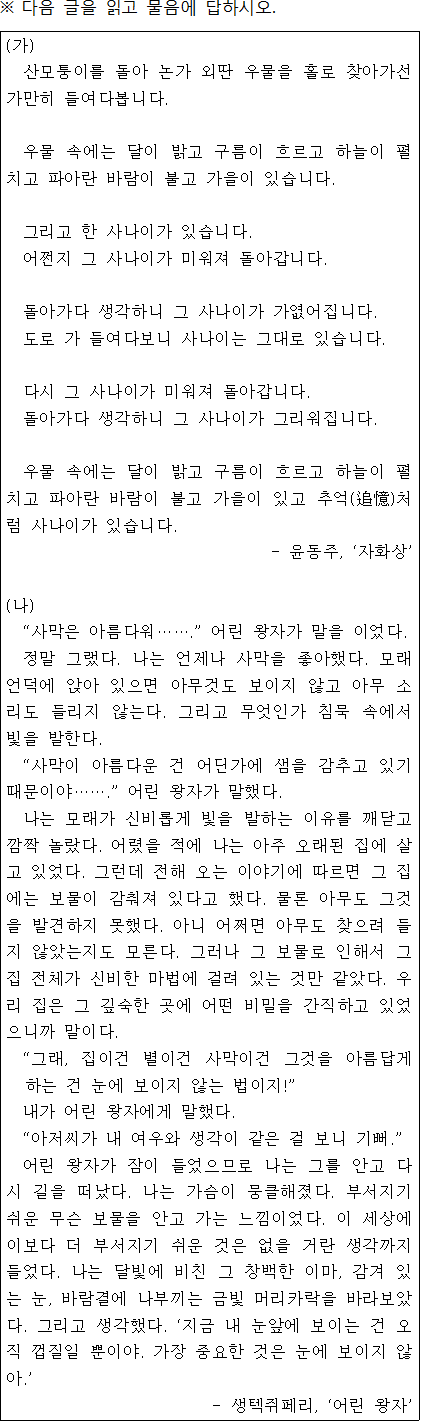 ※ 다음 글을 읽고 물음에 답하시오.
(가)
산모퉁이를 돌아 논가 외딴 우물을 홀로 찾아가선
가만히 들여다봅니다.
우물 속에는 달이 밝고 구름이 흐르고 하늘이 펼
치고 파아란 바람이 불고 가을이 있습니다.
그리고 한 사나이가 있습니다.
어쩐지 그 사나이가 미워져 돌아갑니다.
돌아가다 생각하니 그 사나이가 가엾어집니다.
도로 가 들여다보니 사나이는 그대로 있습니다.
다시 그 사나이가 미워져 돌아갑니다.
돌아가다 생각하니 그 사나이가 그리워집니다.
우물 속에는 달이 밝고 구름이 흐르고 하늘이 펼
치고 파아란 바람이 불고 가을이 있고 추억(追憶)처
럼 사나이가 있습니다.
- 윤동주, ‘자화상’
(나)
“사막은 아름다워…….” 어린 왕자가 말을 이었다.
정말 그랬다. 나는 언제나 사막을 좋아했다. 모래
언덕에 앉아 있으면 아무것도 보이지 않고 아무 소
리도 들리지 않는다. 그리고 무엇인가 침묵 속에서
빛을 발한다.
“사막이 아름다운 건 어딘가에 샘을 감추고 있기
때문이야…….” 어린 왕자가 말했다.
나는 모래가 신비롭게 빛을 발하는 이유를 깨닫고
깜짝 놀랐다. 어렸을 적에 나는 아주 오래된 집에 살
고 있었다. 그런데 전해 오는 이야기에 따르면 그 집
에는 보물이 감춰져 있다고 했다. 물론 아무도 그것
을 발견하지 못했다. 아니 어쩌면 아무도 찾으려 들
지 않았는지도 모른다. 그러나 그 보물로 인해서 그
집 전체가 신비한 마법에 걸려 있는 것만 같았다. 우
리 집은 그 깊숙한 곳에 어떤 비밀을 간직하고 있었
으니까 말이다.
“그래, 집이건 별이건 사막이건 그것을 아름답게
하는 건 눈에 보이지 않는 법이지!”
내가 어린 왕자에게 말했다.
“아저씨가 내 여우와 생각이 같은 걸 보니 기뻐.”
어린 왕자가 잠이 들었으므로 나는 그를 안고 다
시 길을 떠났다. 나는 가슴이 뭉클해졌다. 부서지기
쉬운 무슨 보물을 안고 가는 느낌이었다. 이 세상에
이보다 더 부서지기 쉬운 것은 없을 거란 생각까지
들었다. 나는 달빛에 비친 그 창백한 이마, 감겨 있
는 눈, 바람결에 나부끼는 금빛 머리카락을 바라보았
다. 그리고 생각했다. ‘지금 내 눈앞에 보이는 건 오
직 껍질일 뿐이야. 가장 중요한 것은 눈에 보이지 않
아.’
- 생텍쥐페리, ‘어린 왕자’